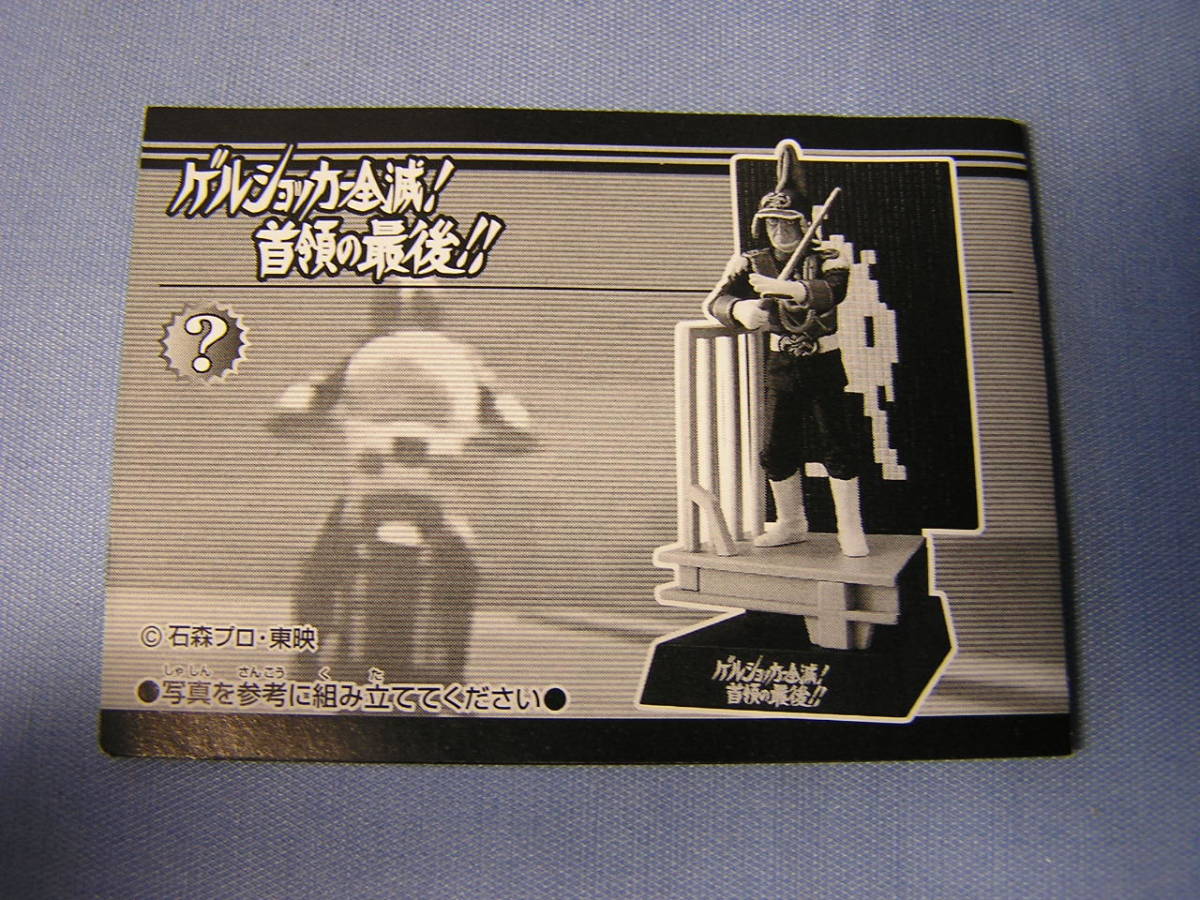 ゲルショッカー全滅!
首領の最後!!
?
© 石森プロ・東映
しゃしん さんこう く た
●写真を参考に組み立ててください●
ゲルショッカー全滅!
首領の最後!!